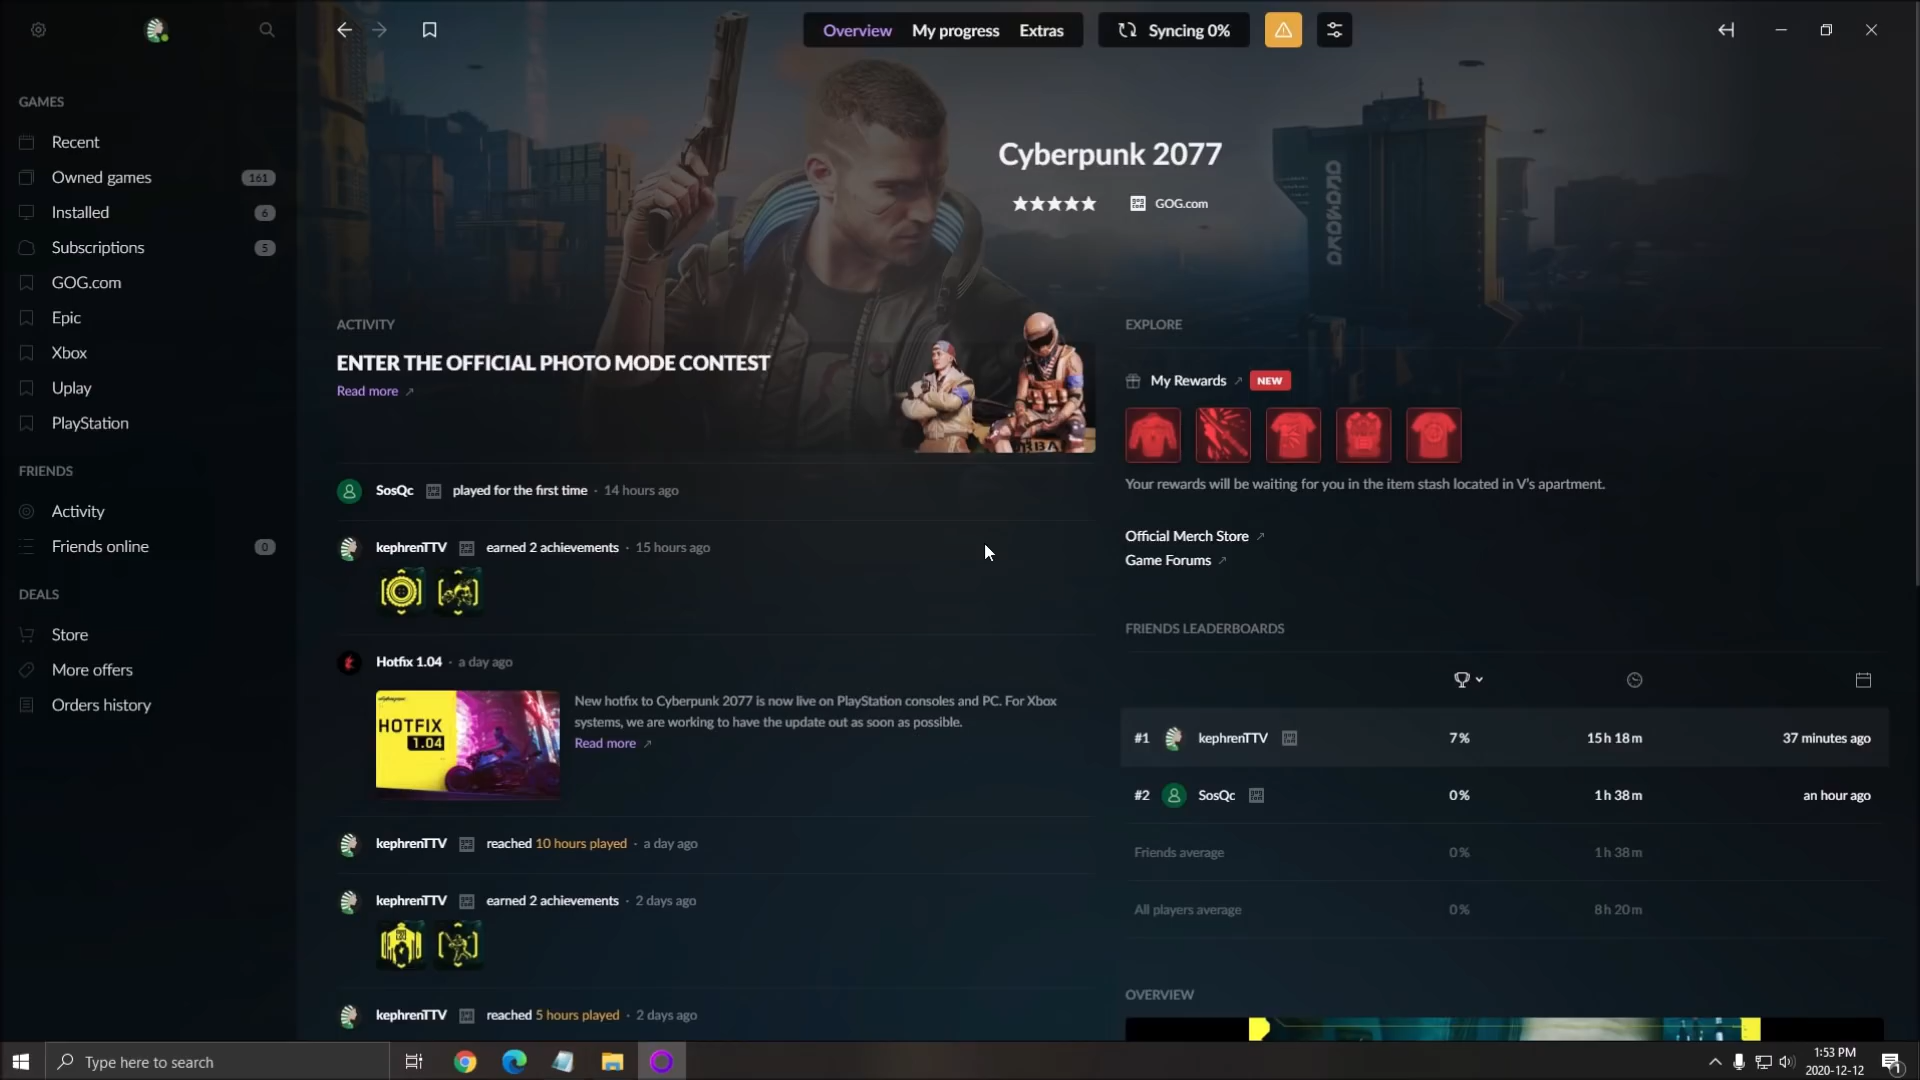 Overview My progress Extras Syncing 0%
GAMES
Recent
Owned games 161
Installed 6
Subscriptions 5
GOG.com
Epic
Xbox
Uplay
PlayStation
FRIENDS
Activity
Friends online 0
DEALS
Store
More offers
Orders history
Cyberpunk 2077
GOG.com
ACTIVITY
ENTER THE OFFICIAL PHOTO MODE CONTEST
Read more
SosQc played for the first time · 14 hours ago
kephrenTTV earned 2 achievements · 15 hours ago
Hotfix 1.04 · a day ago
HOTFIX
1.04
New hotfix to Cyberpunk 2077 is now live on PlayStation consoles and PC. For Xbox
systems, we are working to have the update out as soon as possible.
Read more
kephrenTTV reached 10 hours played · a day ago
kephrenTTV earned 2 achievements · 2 days ago
kephrenTTV reached 5 hours played · 2 days ago
EXPLORE
My Rewards NEW
Your rewards will be waiting for you in the item stash located in V's apartment.
Official Merch Store
Game Forums
FRIENDS LEADERBOARDS
#1 kephrenTTV 7% 15 h 18 m 37 minutes ago
#2 SosQc 0% 1 h 38 m an hour ago
Friends average 0% 1 h 38 m
All players average 0% 8 h 20 m
OVERVIEW
Type here to search
1:53 PM
2020-12-12
1